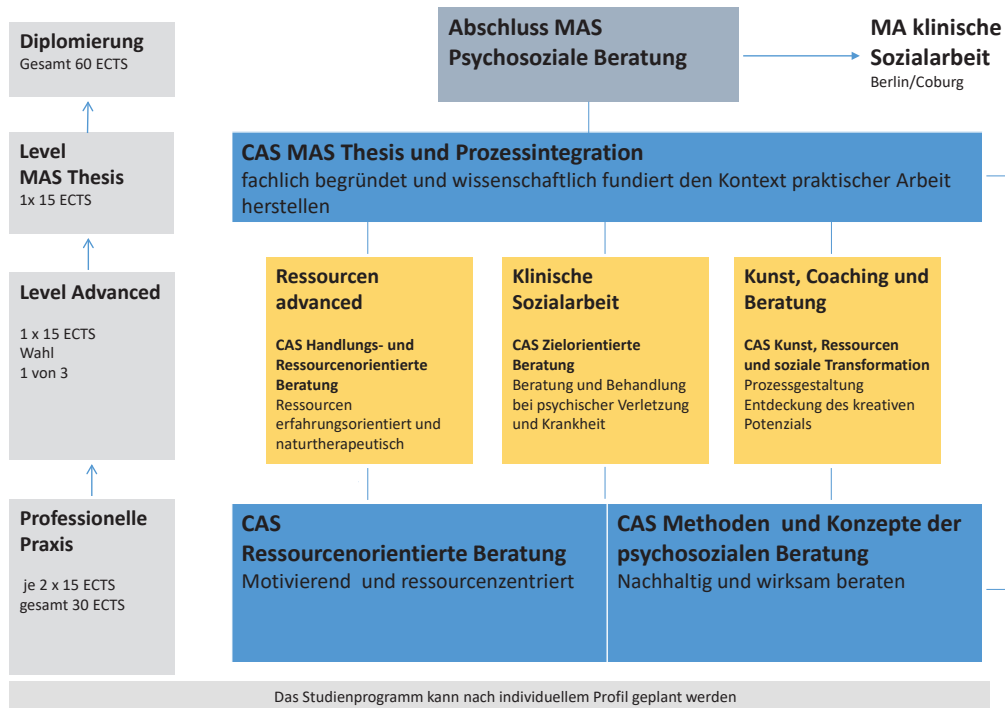 Diplomierung
Gesamt 60 ECTS
Abschluss MAS
Psychosoziale Beratung
MA klinische
Sozialarbeit
Berlin/Coburg
Level
MAS Thesis
1x 15 ECTS
CAS MAS Thesis und Prozessintegration
fachlich begründet und wissenschaftlich fundiert den Kontext praktischer Arbeit
herstellen
Level Advanced
1 x 15 ECTS
Wahl
1 von 3
Ressourcen
advanced
CAS Handlungs- und
Ressourcenorientierte
Beratung
Ressourcen
erfahrungsorientiert und
naturtherapeutisch
Klinische
Sozialarbeit
CAS Zielorientierte
Beratung
Beratung und Behandlung
bei psychischer Verletzung
und Krankheit
Kunst, Coaching und
Beratung
CAS Kunst, Ressourcen
und soziale Transformation
Prozessgestaltung
Entdeckung des kreativen
Potenzials
Professionelle
Praxis
je 2 x 15 ECTS
gesamt 30 ECTS
CAS
Ressourcenorientierte Beratung
Motivierend und ressourcenzentriert
CAS Methoden und Konzepte der
psychosozialen Beratung
Nachhaltig und wirksam beraten
Das Studienprogramm kann nach individuellem Profil geplant werden